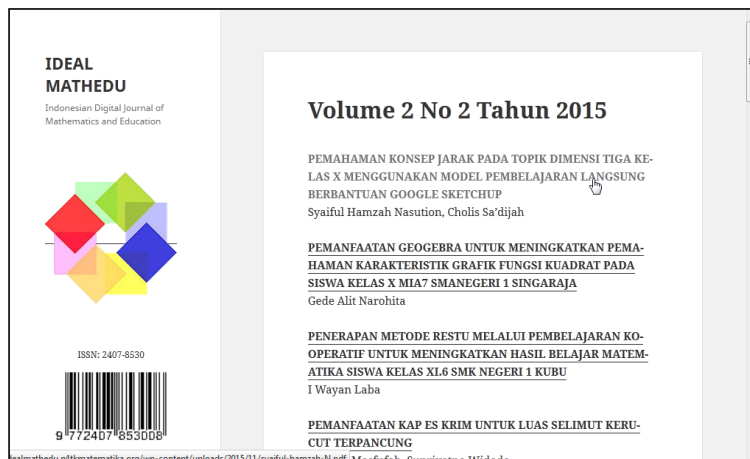 IDEAL
MATHEDU
Indonesian Digital Journal of
Mathematics and Education
ISSN: 2407-8530
9 772407 853008
Volume 2 No 2 Tahun 2015
PEMAHAMAN KONSEP JARAK PADA TOPIK DIMENSI TIGA KE-
LAS X MENGGUNAKAN MODEL PEMBELAJARAN LANGSUNG
BERBANTUAN GOOGLE SKETCHUP
Syaiful Hamzah Nasution, Cholis Sa'dijah
PEMANFAATAN GEOGEBRA UNTUK MENINGKATKAN PEMA-
HAMAN KARAKTERISTIK GRAFIK FUNGSI KUADRAT PADA
SISWA KELAS X MIA7 SMANEGERI 1 SINGARAJA
Gede Alit Narohita
PENERAPAN METODE RESTU MELALUI PEMBELAJARAN KO-
OPERATIF UNTUK MENINGKATKAN HASIL BELAJAR MATEM-
ATIKA SISWA KELAS XI.6 SMK NEGERI 1 KUBU
I Wayan Laba
PEMANFAATAN KAP ES KRIM UNTUK LUAS SELIMUT KERU-
CUT TERPANCUNG